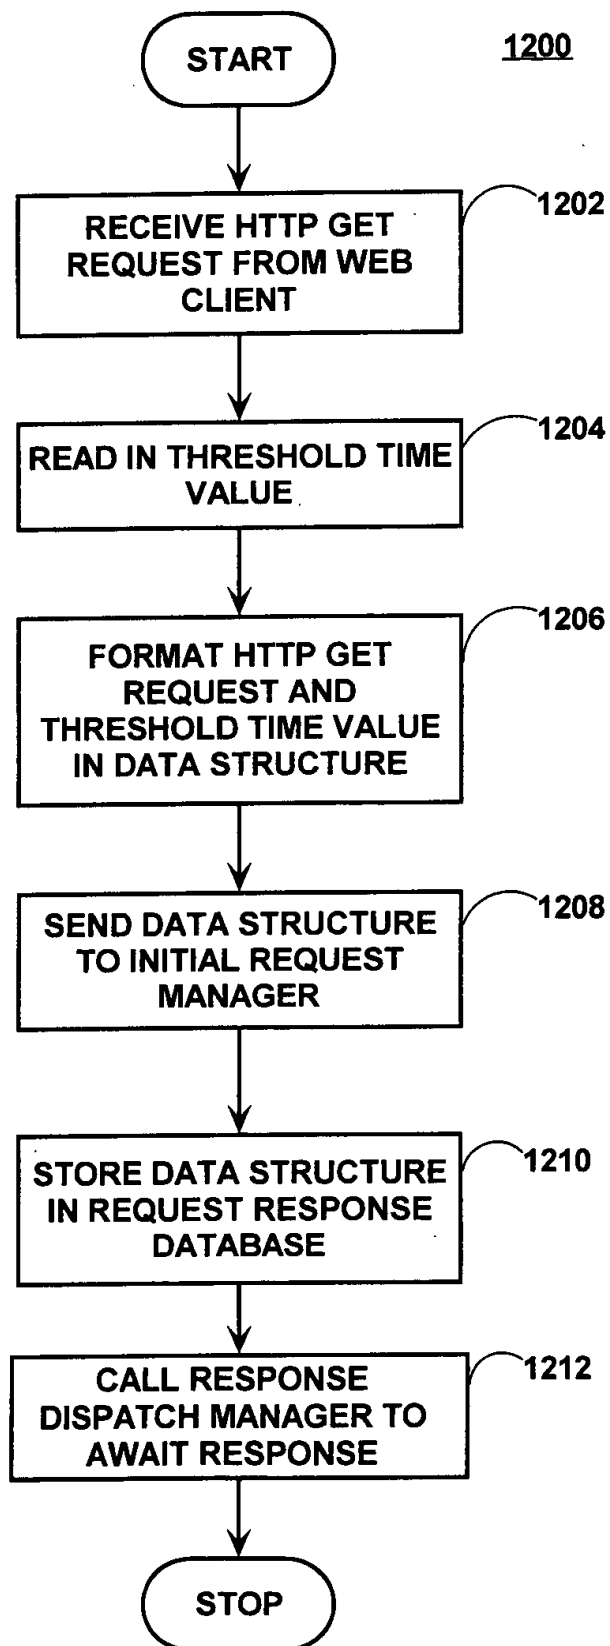 START
1200
RECEIVE HTTP GET
REQUEST FROM WEB
CLIENT
1202
READ IN THRESHOLD TIME
VALUE
1204
FORMAT HTTP GET
REQUEST AND
THRESHOLD TIME VALUE
IN DATA STRUCTURE
1206
SEND DATA STRUCTURE
TO INITIAL REQUEST
MANAGER
1208
STORE DATA STRUCTURE
IN REQUEST RESPONSE
DATABASE
1210
CALL RESPONSE
DISPATCH MANAGER TO
AWAIT RESPONSE
1212
STOP